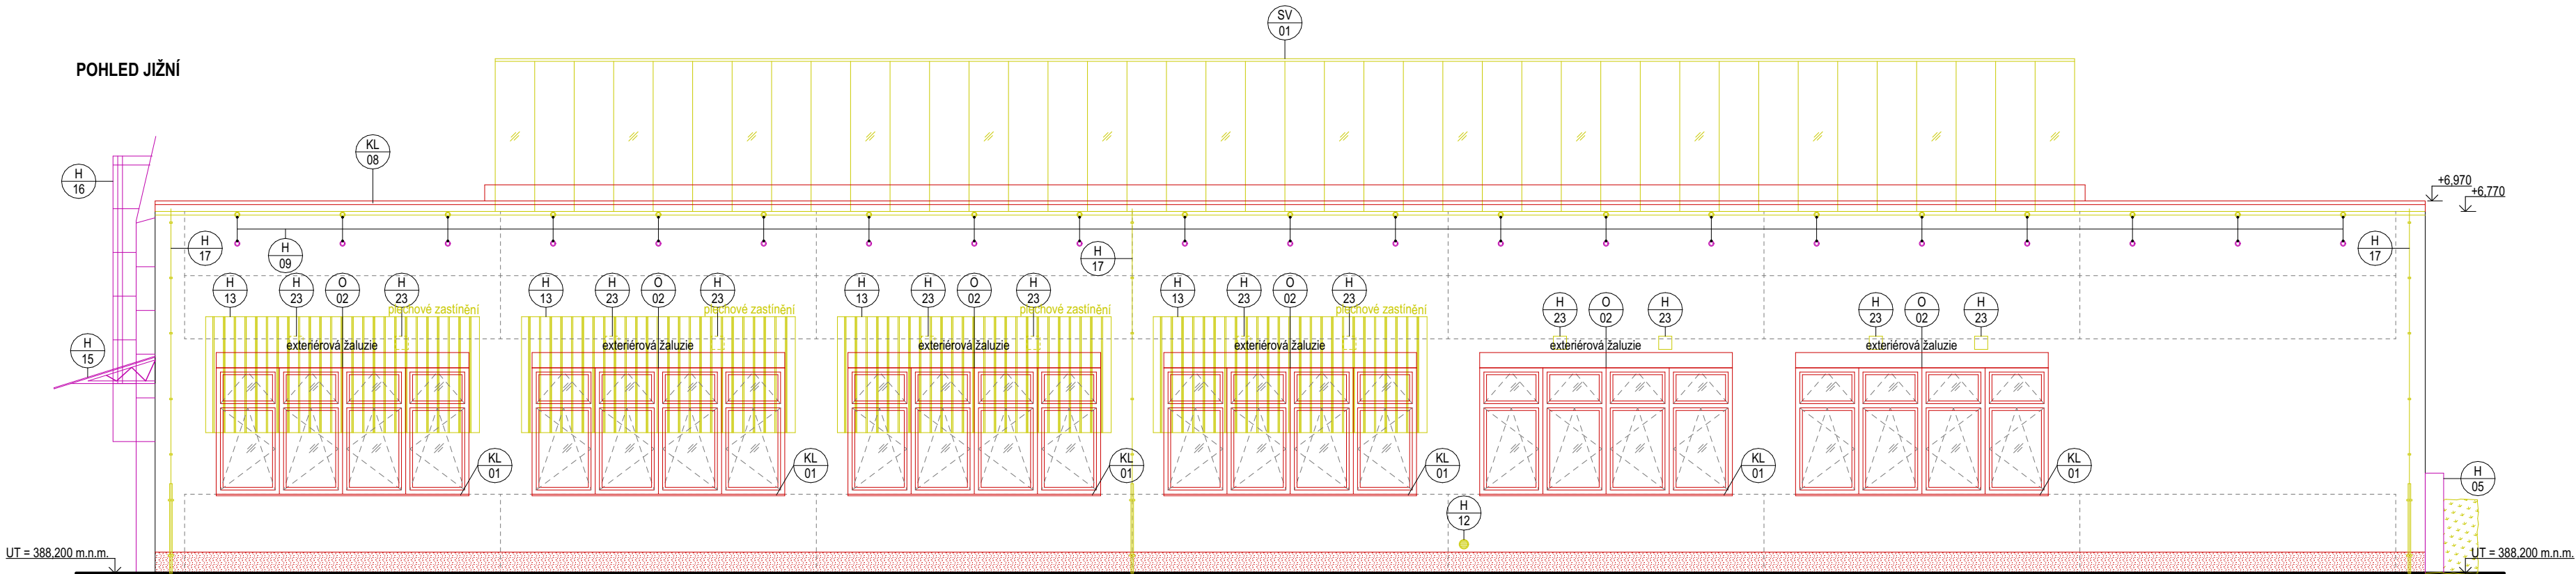 SV
01
POHLED JIŽNÍ
KL
08
H
16
+6,970
+6,770
H
17
H
09
H
17
H
17
H
13
H
23
O
02
H
23
H
13
H
23
O
02
H
23
H
13
H
23
O
02
H
23
H
13
H
23
O
02
H
23
H
23
O
02
H
23
H
23
O
02
H
23
plechové zastínění
plechové zastínění
plechové zastínění
plechové zastínění
H
15
exteriérová žaluzie
exteriérová žaluzie
exteriérová žaluzie
exteriérová žaluzie
exteriérová žaluzie
exteriérová žaluzie
KL
01
KL
01
KL
01
KL
01
KL
01
KL
01
H
05
H
12
UT = 388,200 m.n.m.
UT = 388,200 m.n.m.